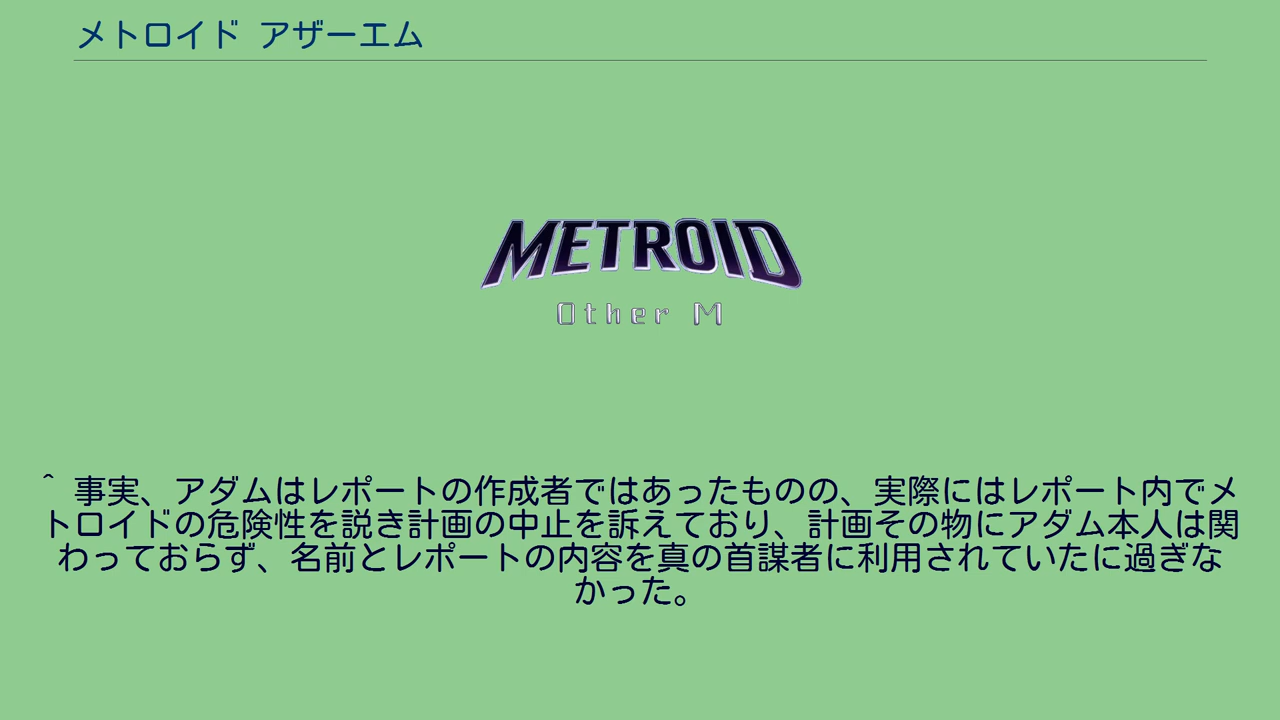 メトロイド アザーエム
METROID
Other M
^ 事実、アダムはレポートの作成者ではあったものの、実際にはレポート内でメ
トロイドの危険性を説き計画の中止を訴えており、計画その物にアダム本人は関
わっておらず、名前とレポートの内容を真の首謀者に利用されていたに過ぎな
かった。